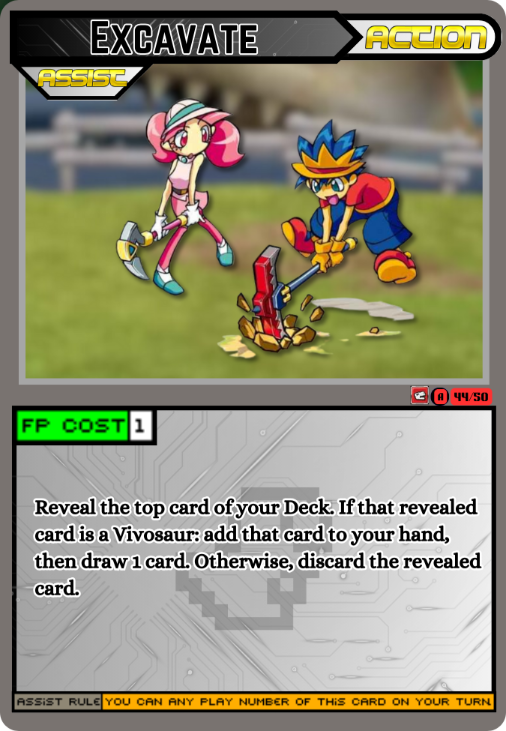 EXCAVATE
ACTION
ASSIST
A 44/50
FP COST 1
Reveal the top card of your Deck. If that revealed
card is a Vivosaur: add that card to your hand,
then draw 1 card. Otherwise, discard the revealed
card.
ASSIST RULE YOU CAN ANY PLAY NUMBER OF THIS CARD ON YOUR TURN.